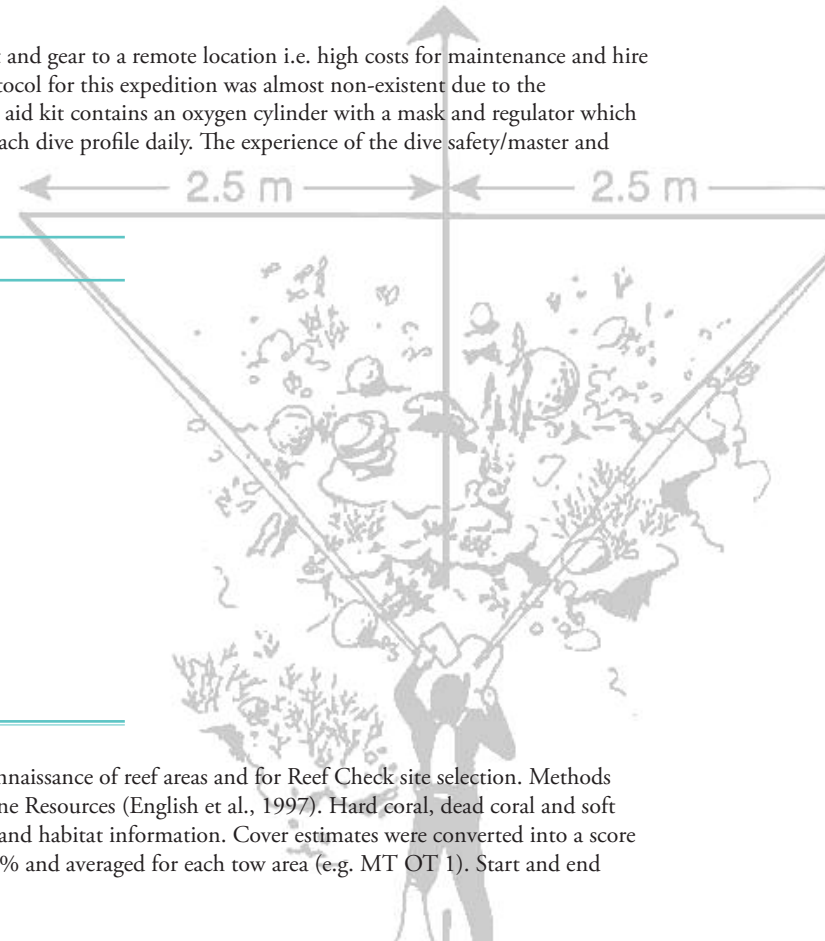 and gear to a remote location i.e. high costs for maintenance and hire
tocol for this expedition was almost non-existent due to the
aid kit contains an oxygen cylinder with a mask and regulator which
ach dive profile daily. The experience of the dive safety/master and
2.5 m 2.5 m
nnaissance of reef areas and for Reef Check site selection. Methods
ne Resources (English et al., 1997). Hard coral, dead coral and soft
and habitat information. Cover estimates were converted into a score
% and averaged for each tow area (e.g. MT OT 1). Start and end